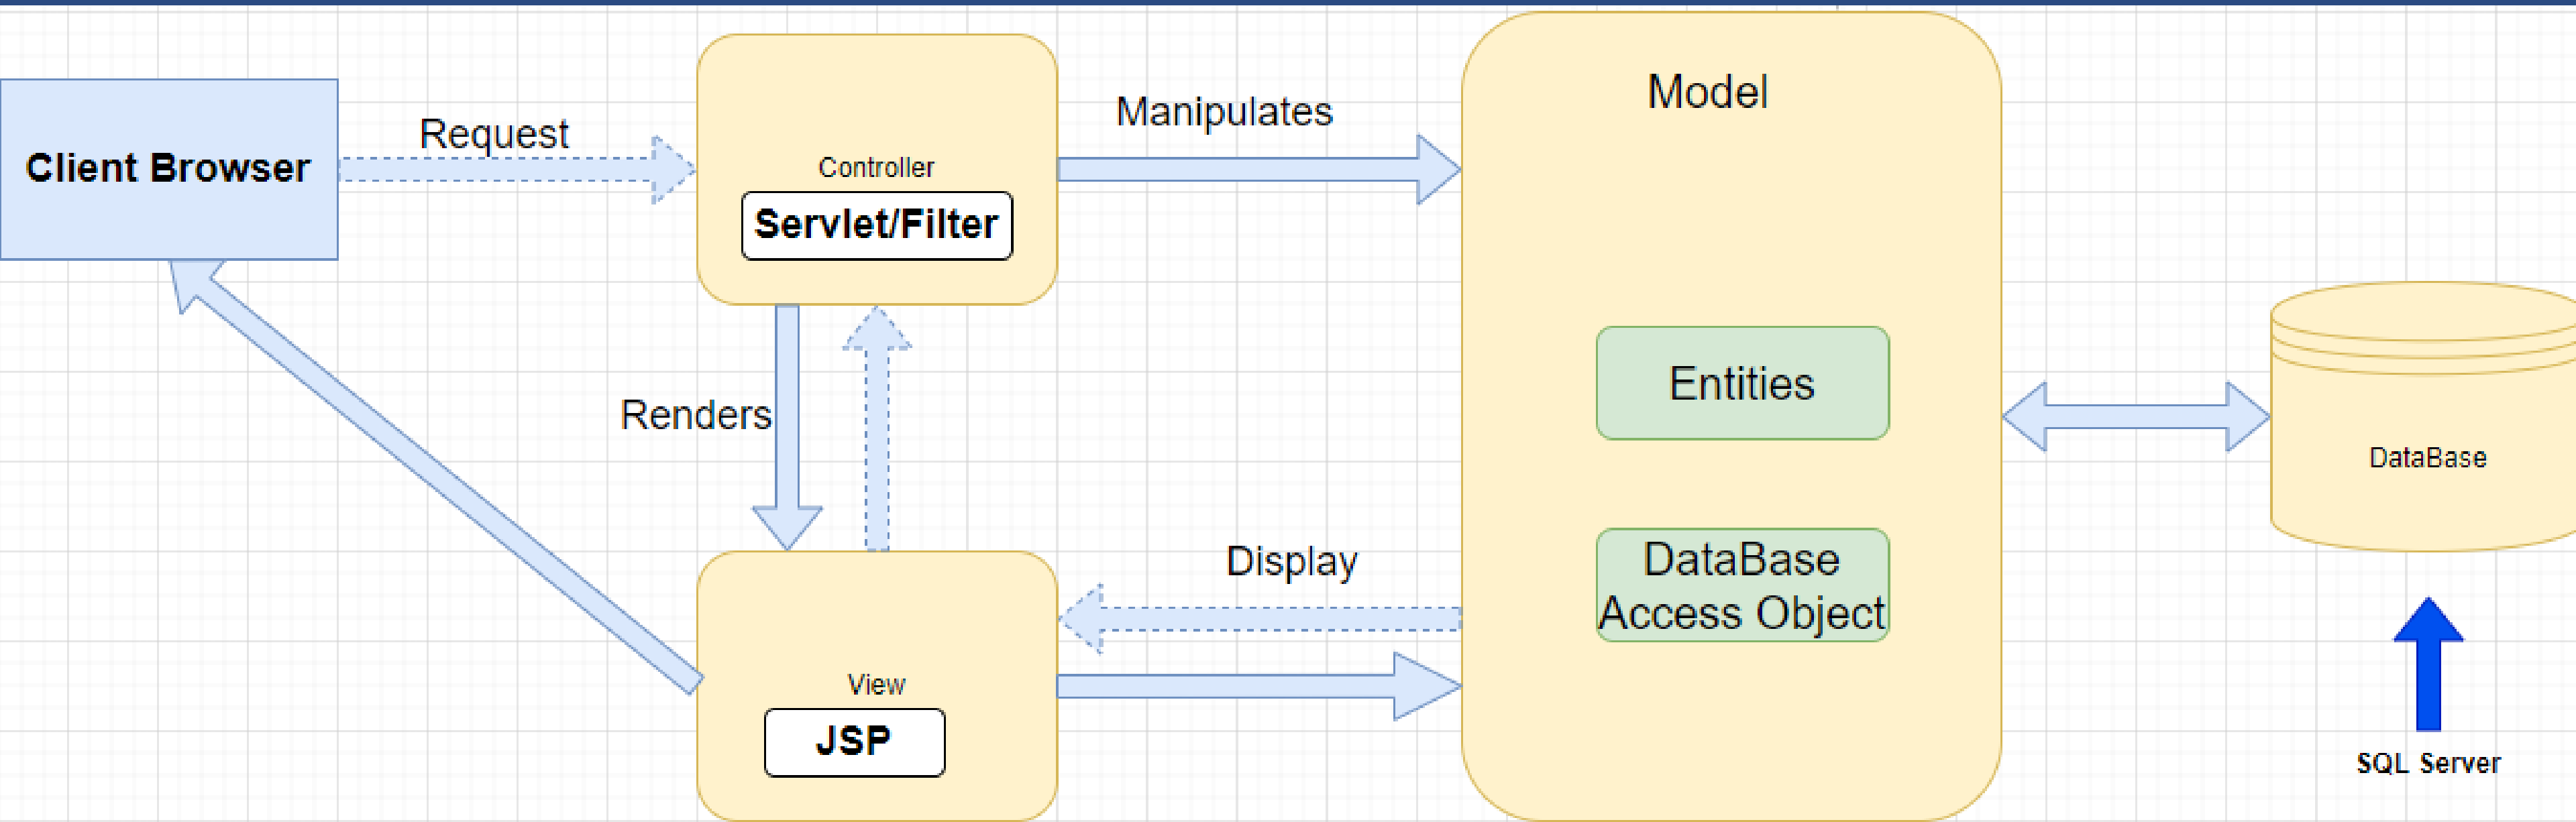 Client Browser
Request
Controller
Servlet/Filter
Manipulates
Model
Renders
Entities
DataBase
Access Object
Display
View
JSP
DataBase
SQL Server